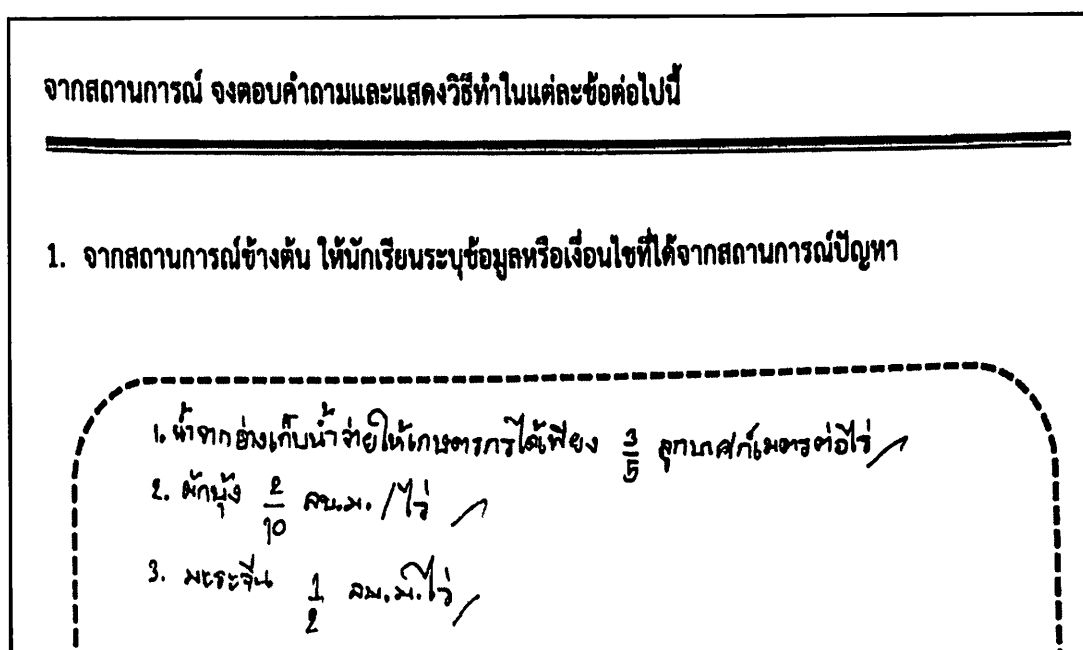 จากสถานการณ์ จงตอบคำถามและแสดงวิธีทำในแต่ละข้อต่อไปนี้
1. จากสถานการณ์ข้างต้น ให้นักเรียนระบุข้อมูลหรือเงื่อนไขที่ได้จากสถานการณ์ปัญหา
1. น้ำจากอ่างเก็บน้ำจ่ายให้เกษตรกรได้เพียง 3/5 ลูกบาศก์เมตรต่อไร่
2. ผักบุ้ง 2/10 ลบ.ม. /ไร่
3. มะระจีน 1/2 ลบ.ม.ไร่